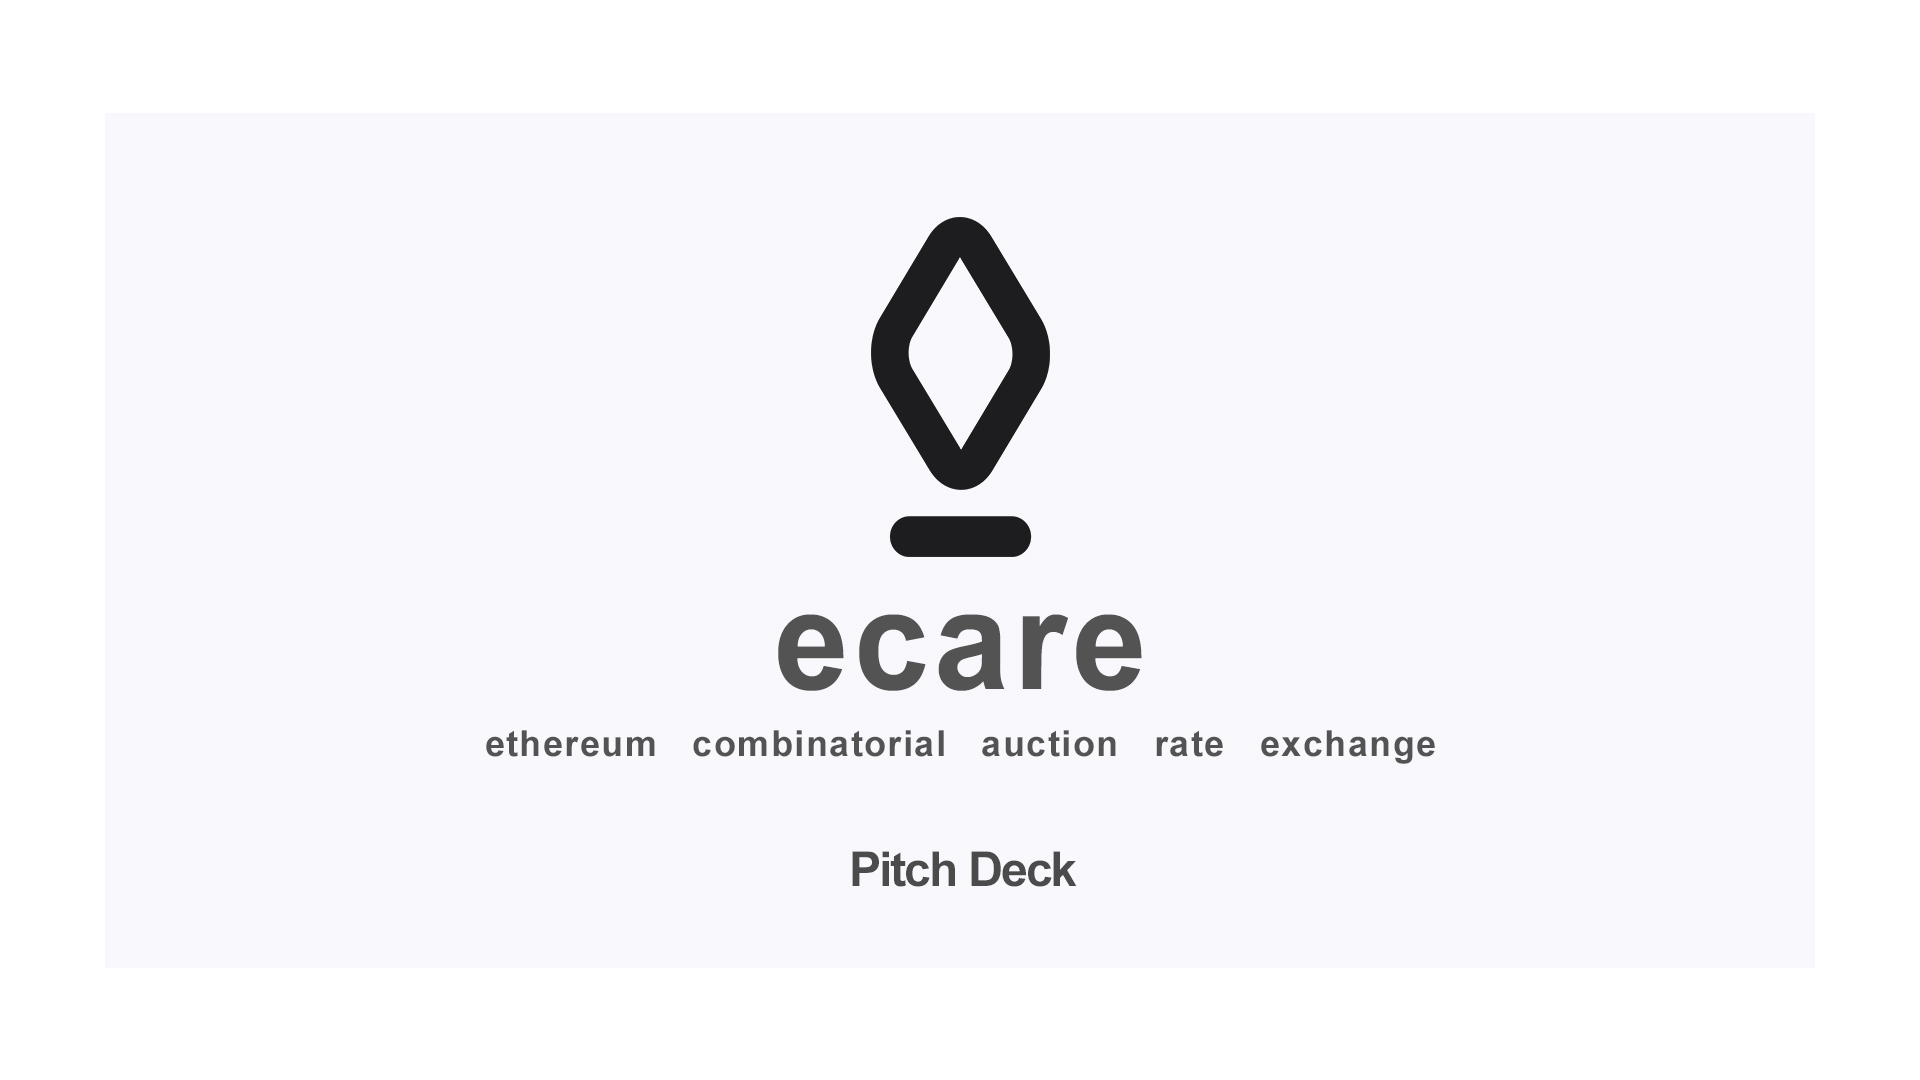 ecare
ethereum combinatorial auction rate exchange
Pitch Deck